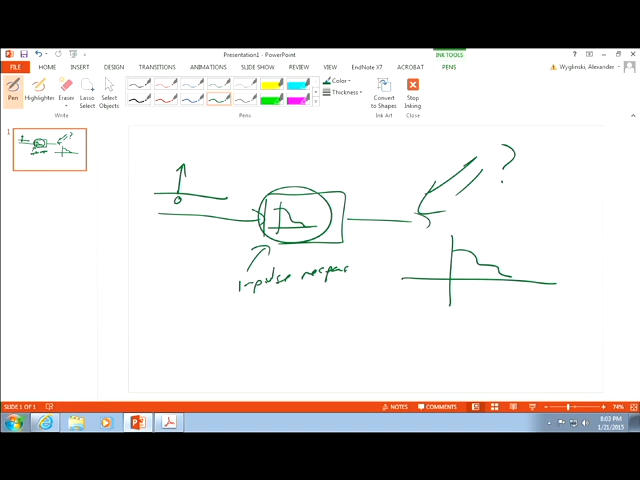 Presentation1 - PowerPoint
INK TOOLS
FILE HOME INSERT DESIGN TRANSITIONS ANIMATIONS SLIDE SHOW REVIEW VIEW EndNote X7 ACROBAT PENS Wyglinski, Alexander
Pen Highlighter Eraser Lasso Select Select Objects
Color
Thickness
Convert to Shapes Stop Inking
Write Pens Ink Art Close
1
?
0
Impulse
SLIDE 1 OF 1 NOTES COMMENTS 74%
8:03 PM
1/21/2015